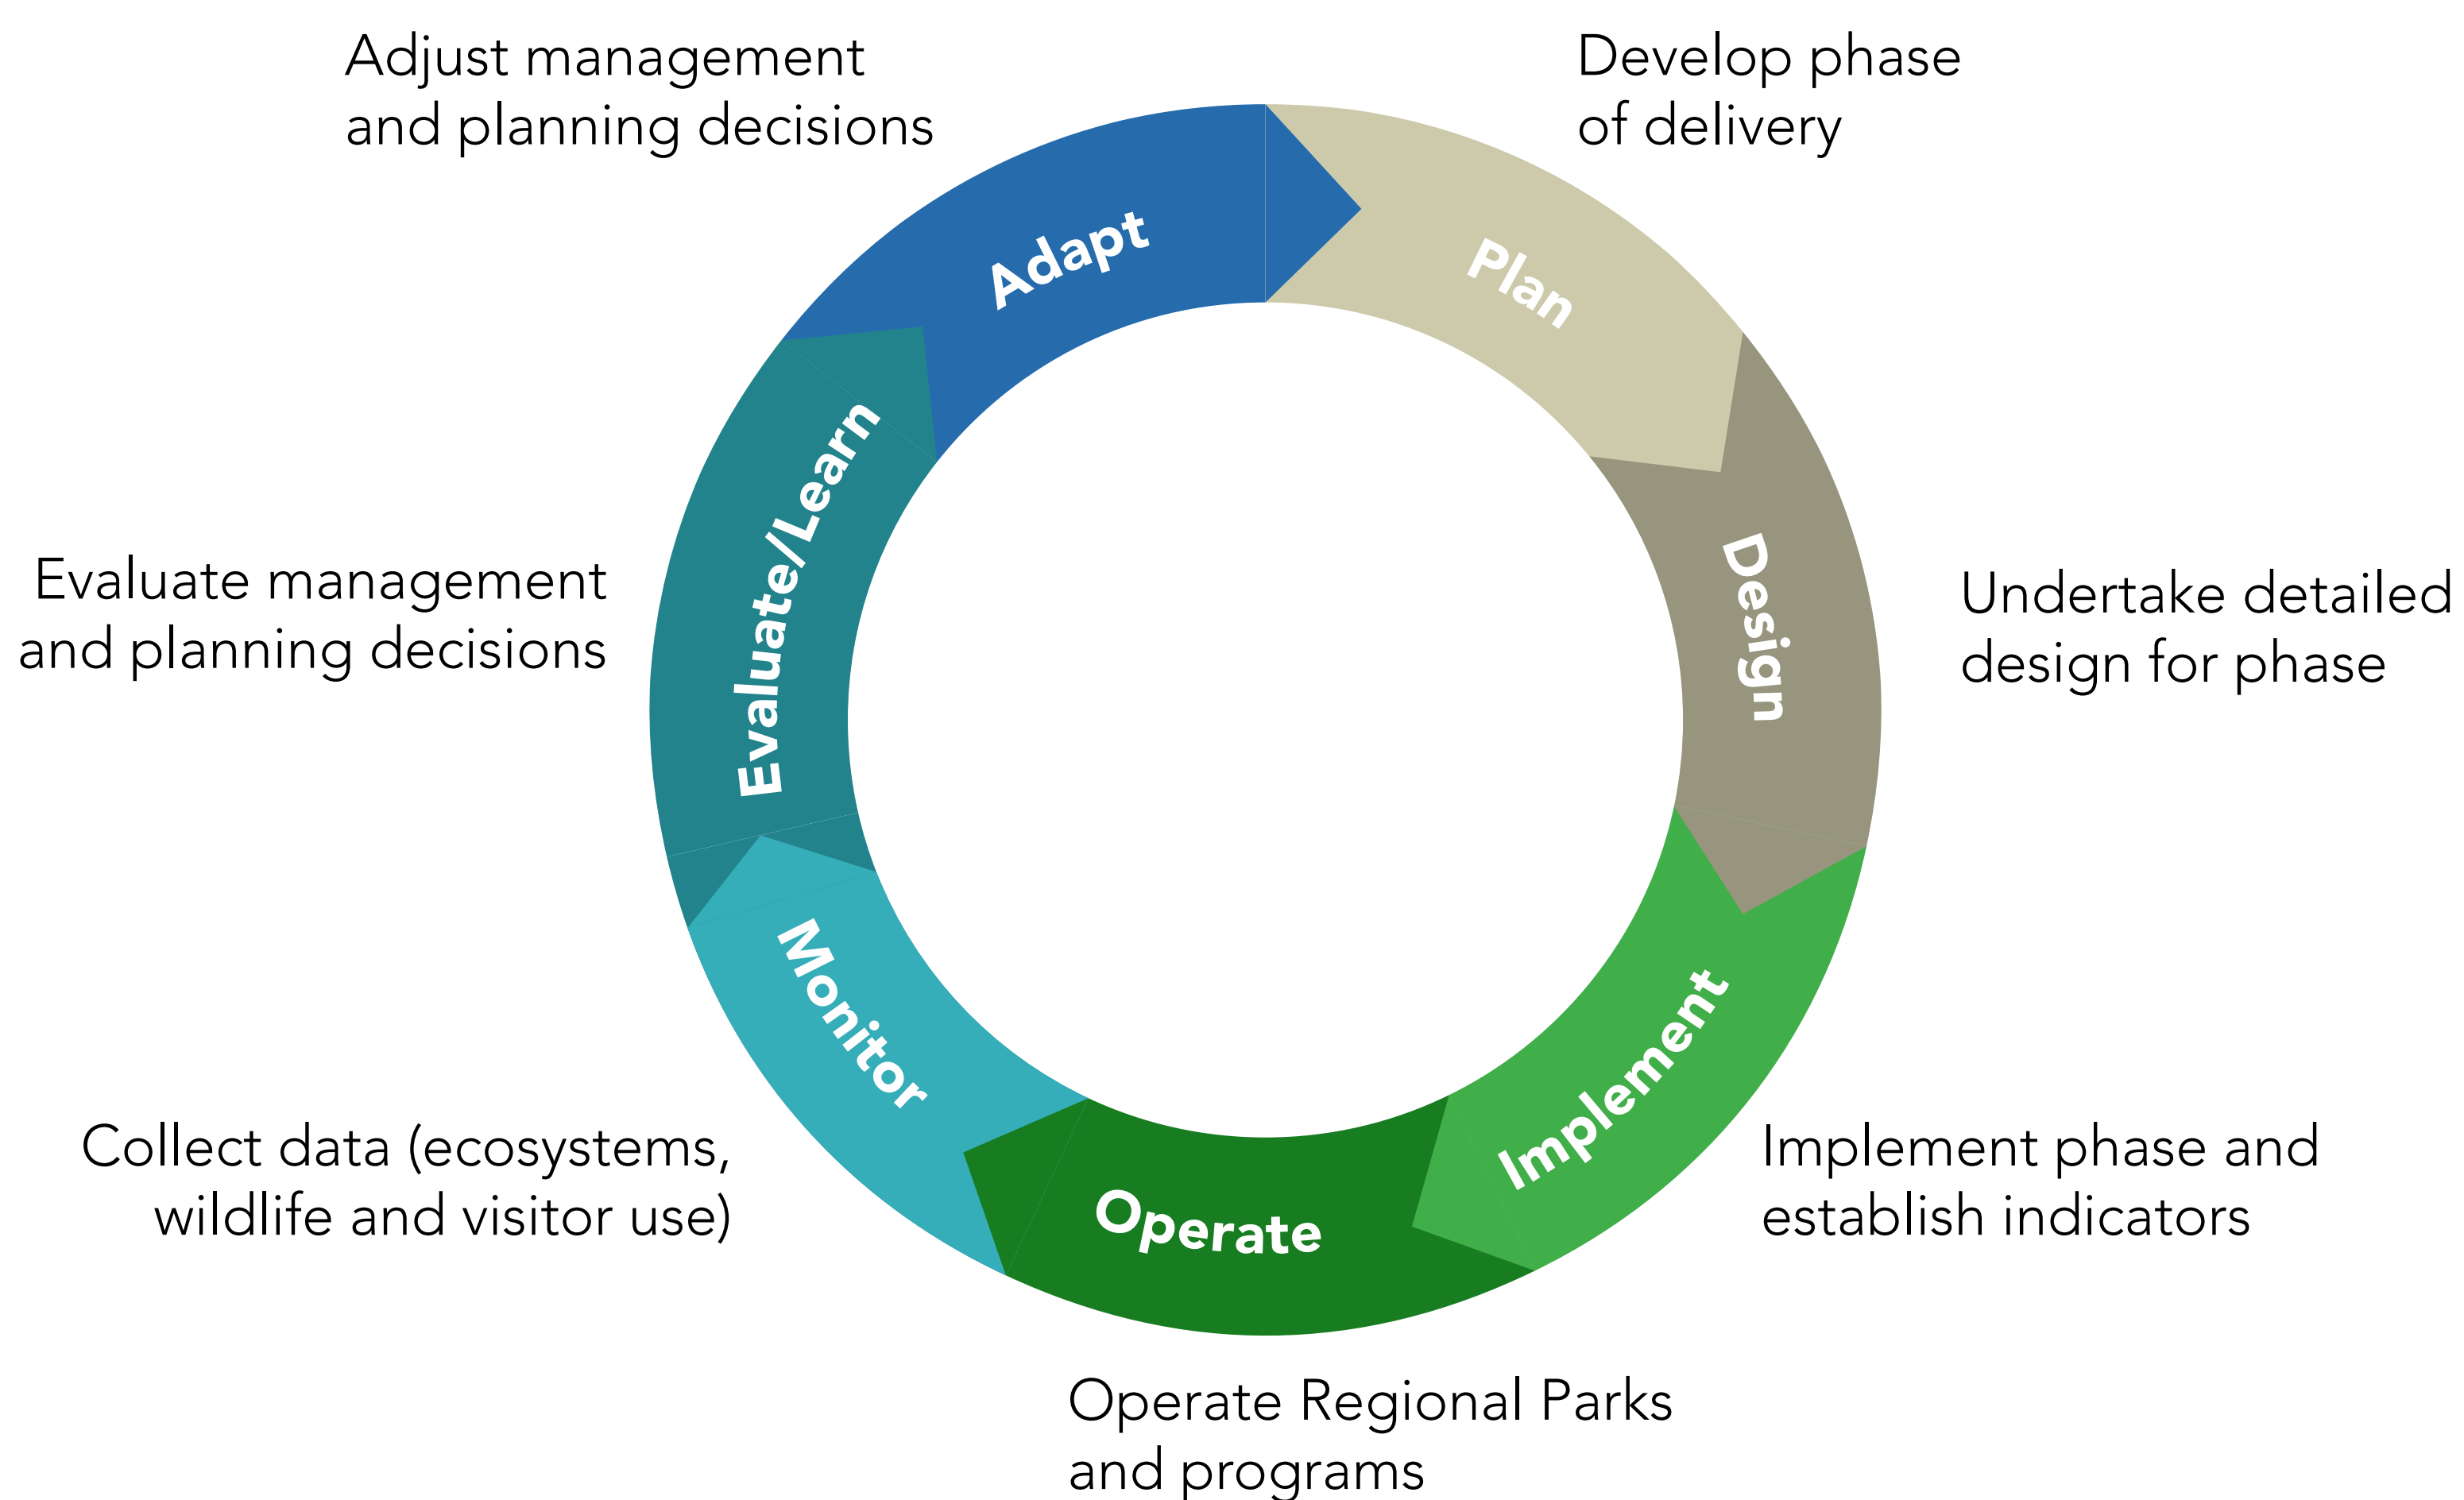 Adjust management
and planning decisions
Develop phase
of delivery
Adapt
Plan
Evaluate/Learn
Design
Evaluate management
and planning decisions
Undertake detailed
design for phase
Monitor
Implement
Collect data (ecosystems,
wildlife and visitor use)
Implement phase and
establish indicators
Operate
Operate Regional Parks
and programs